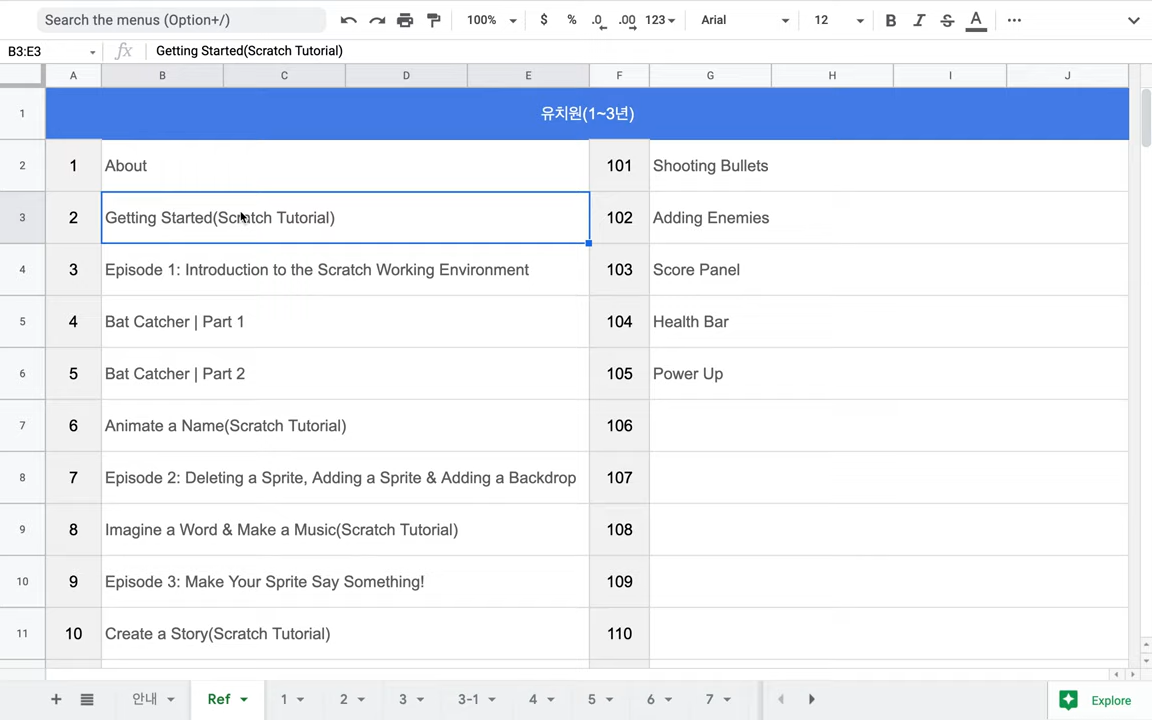 Search the menus (Option+/) 100% $ % .0 .00 123 Arial 12 B I S A
B3:E3 fx Getting Started(Scratch Tutorial)
A B C D E F G H I J
1 유치원(1~3년)
2 1 About 101 Shooting Bullets
3 2 Getting Started(Scratch Tutorial) 102 Adding Enemies
4 3 Episode 1: Introduction to the Scratch Working Environment 103 Score Panel
5 4 Bat Catcher | Part 1 104 Health Bar
6 5 Bat Catcher | Part 2 105 Power Up
7 6 Animate a Name(Scratch Tutorial) 106
8 7 Episode 2: Deleting a Sprite, Adding a Sprite & Adding a Backdrop 107
9 8 Imagine a Word & Make a Music(Scratch Tutorial) 108
10 9 Episode 3: Make Your Sprite Say Something! 109
11 10 Create a Story(Scratch Tutorial) 110
+ 안내 Ref 1 2 3 3-1 4 5 6 7 Explore